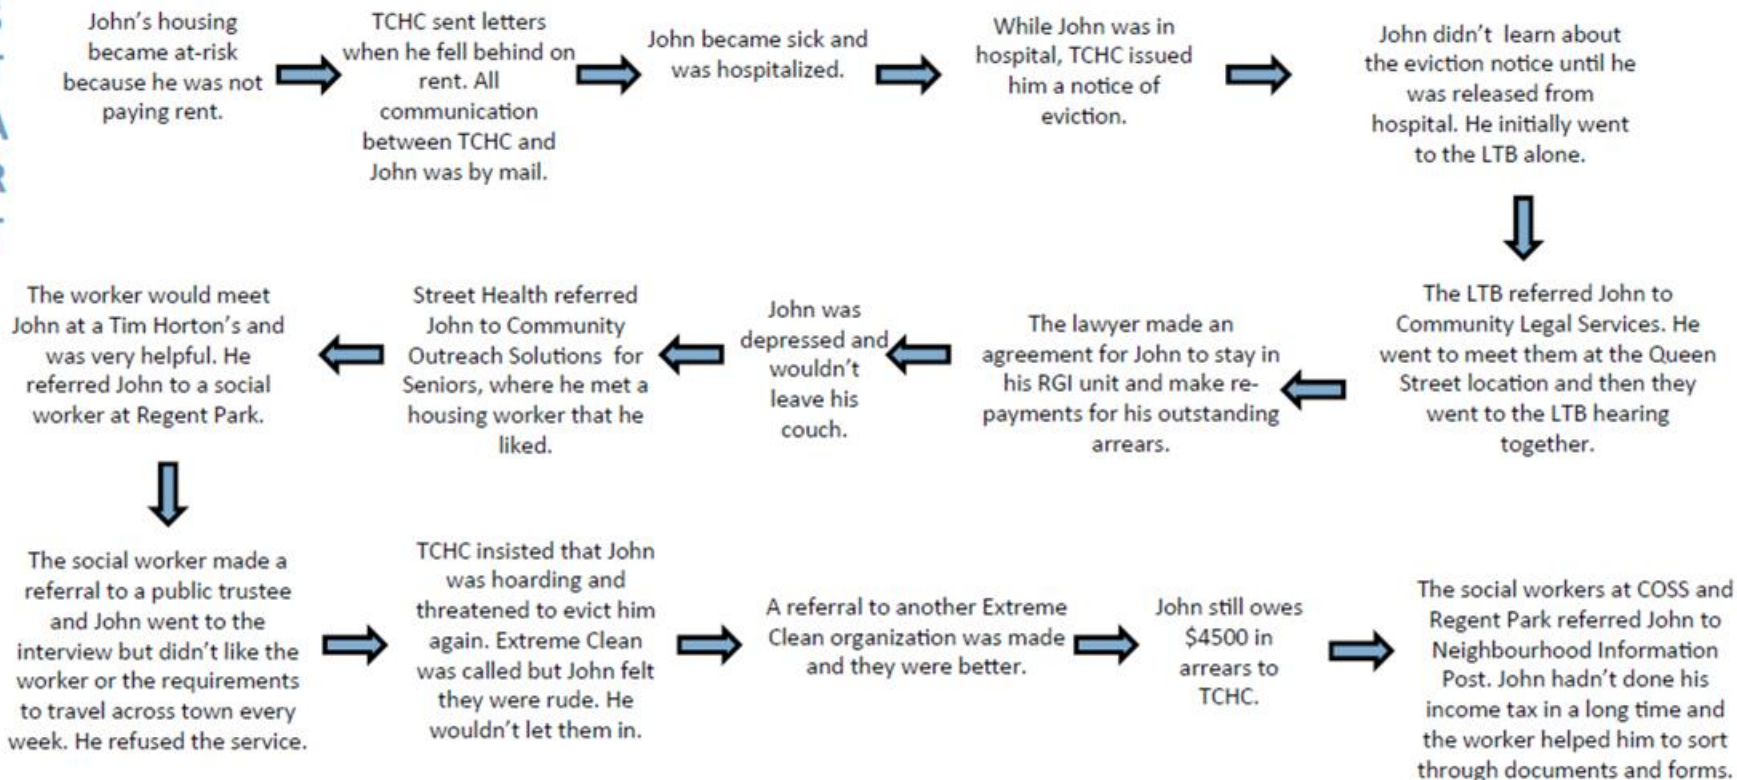 START
John's housing
became at-risk
because he was not
paying rent.
TCHC sent letters
when he fell behind on
rent. All
communication
between TCHC and
John was by mail.
John became sick and
was hospitalized.
While John was in
hospital, TCHC issued
him a notice of
eviction.
John didn't learn about
the eviction notice until he
was released from
hospital. He initially went
to the LTB alone.
The LTB referred John to
Community Legal Services. He
went to meet them at the Queen
Street location and then they
went to the LTB hearing
together.
The lawyer made an
agreement for John to stay in
his RGI unit and make re-
payments for his outstanding
arrears.
John was
depressed and
wouldn't
leave his
couch.
Street Health referred
John to Community
Outreach Solutions for
Seniors, where he met a
housing worker that he
liked.
The worker would meet
John at a Tim Horton's and
was very helpful. He
referred John to a social
worker at Regent Park.
The social worker made a
referral to a public trustee
and John went to the
interview but didn't like the
worker or the requirements
to travel across town every
week. He refused the service.
TCHC insisted that John
was hoarding and
threatened to evict him
again. Extreme Clean
was called but John felt
they were rude. He
wouldn't let them in.
A referral to another Extreme
Clean organization was made
and they were better.
John still owes
$4500 in
arrears to
TCHC.
The social workers at COSS and
Regent Park referred John to
Neighbourhood Information
Post. John hadn't done his
income tax in a long time and
the worker helped him to sort
through documents and forms.